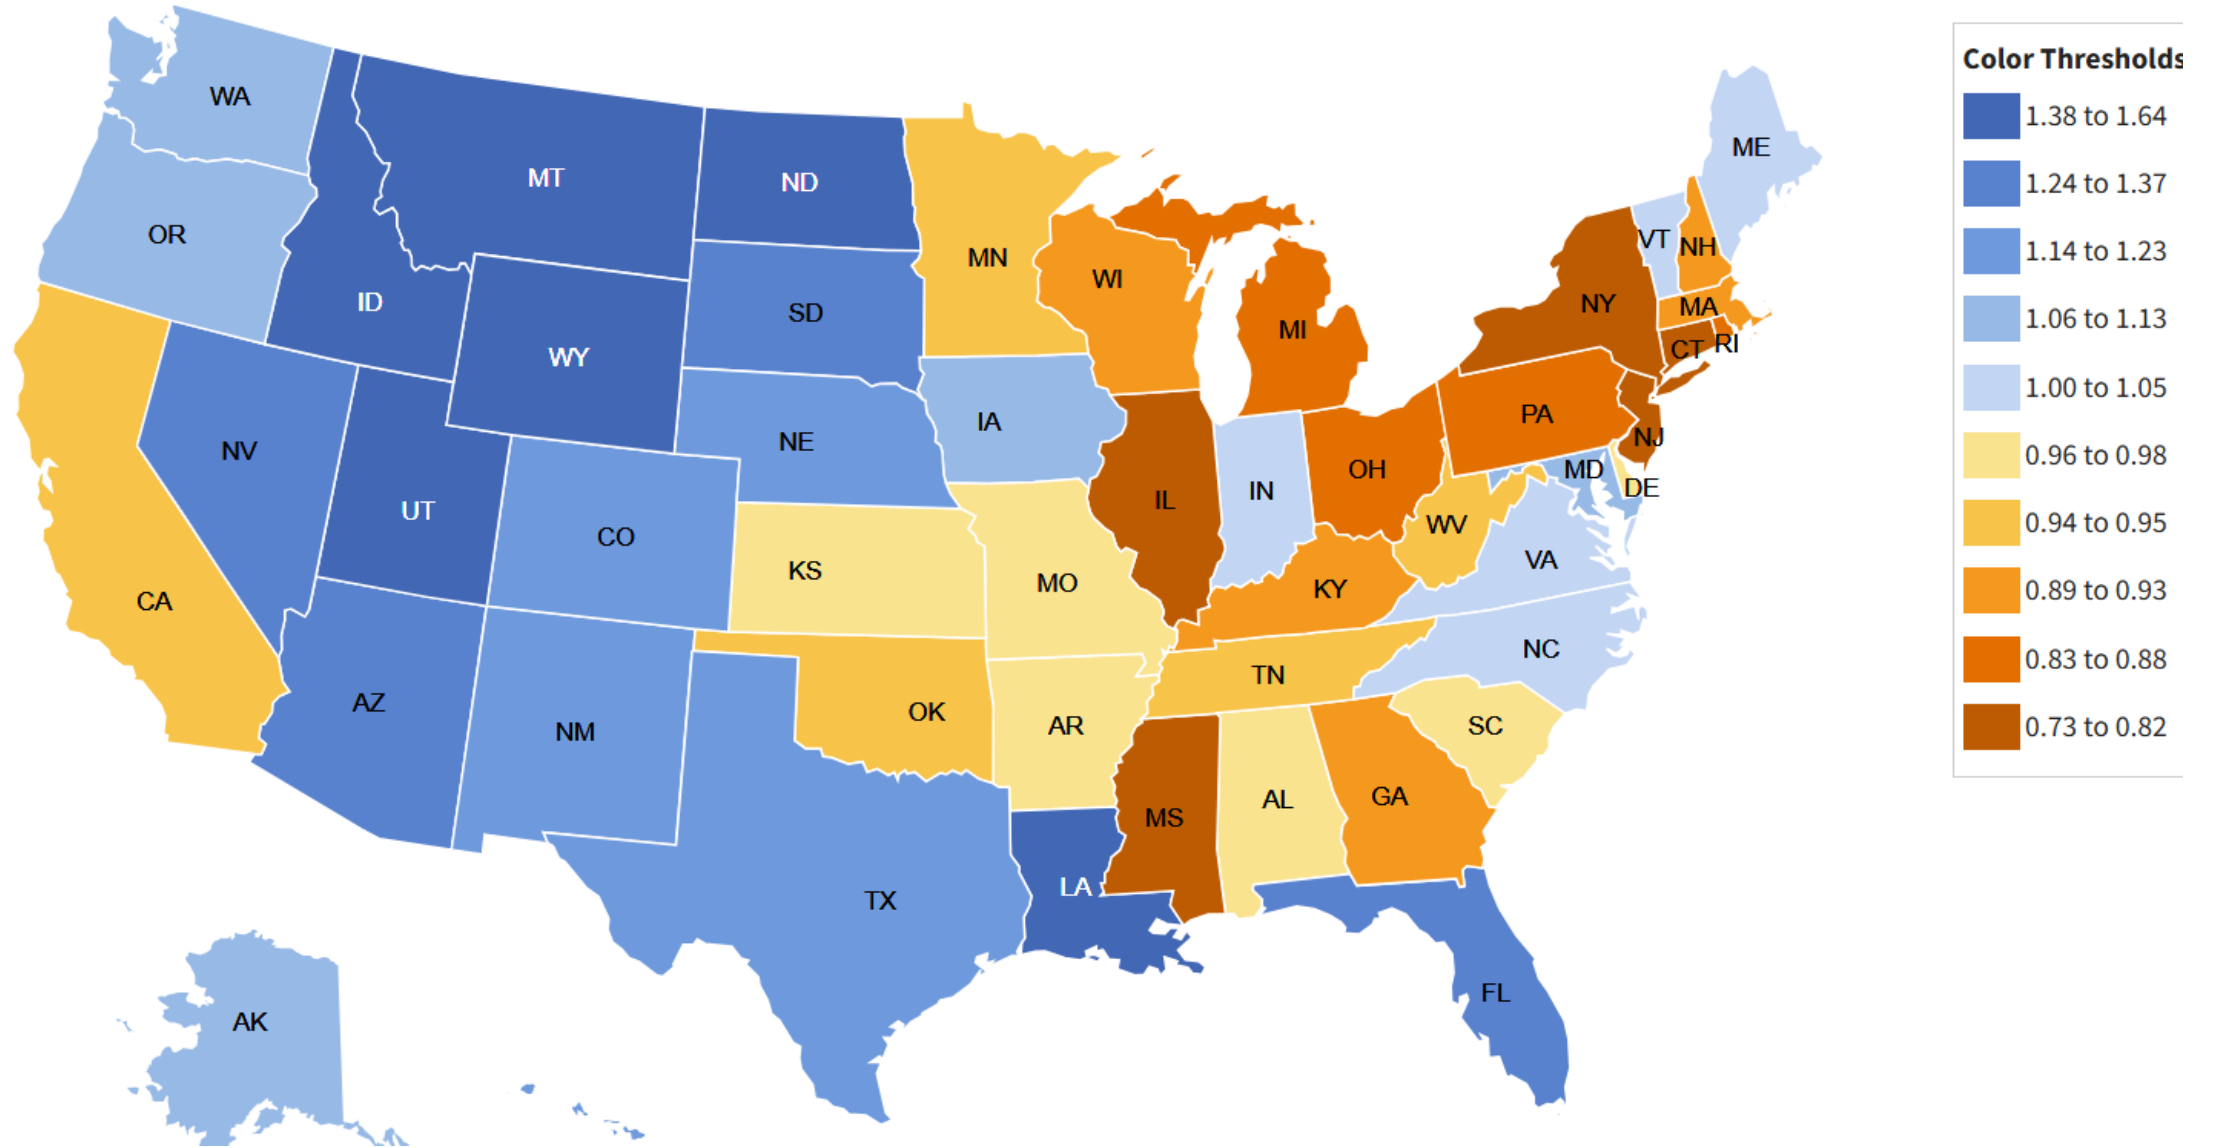 Color Thresholds
1.38 to 1.64
1.24 to 1.37
1.14 to 1.23
1.06 to 1.13
1.00 to 1.05
0.96 to 0.98
0.94 to 0.95
0.89 to 0.93
0.83 to 0.88
0.73 to 0.82
WA
OR
CA
NV
ID
MT
WY
UT
AZ
CO
NM
ND
SD
NE
KS
OK
TX
MN
IA
MO
AR
LA
WI
IL
MI
IN
OH
KY
TN
MS
AL
GA
FL
SC
NC
VA
WV
MD
DE
PA
NJ
NY
CT
RI
MA
VT
NH
ME
AK